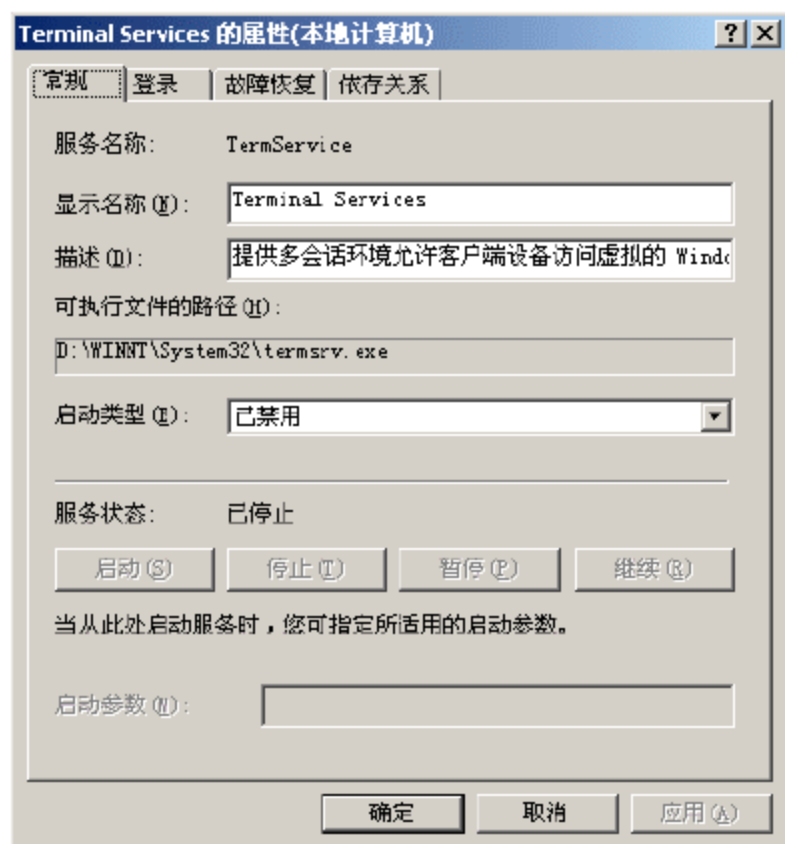 Terminal Services 的属性(本地计算机)
常规 登录 故障恢复 依存关系
服务名称: TermService
显示名称(N): Terminal Services
描述(D): 提供多会话环境允许客户端设备访问虚拟的 Windo
可执行文件的路径(H):
D:\WINNT\System32\termsrv.exe
启动类型(E): 已禁用
服务状态: 已停止
启动(S) 停止(T) 暂停(P) 继续(R)
当从此处启动服务时，您可指定所适用的启动参数。
启动参数(M):
确定 取消 应用(A)